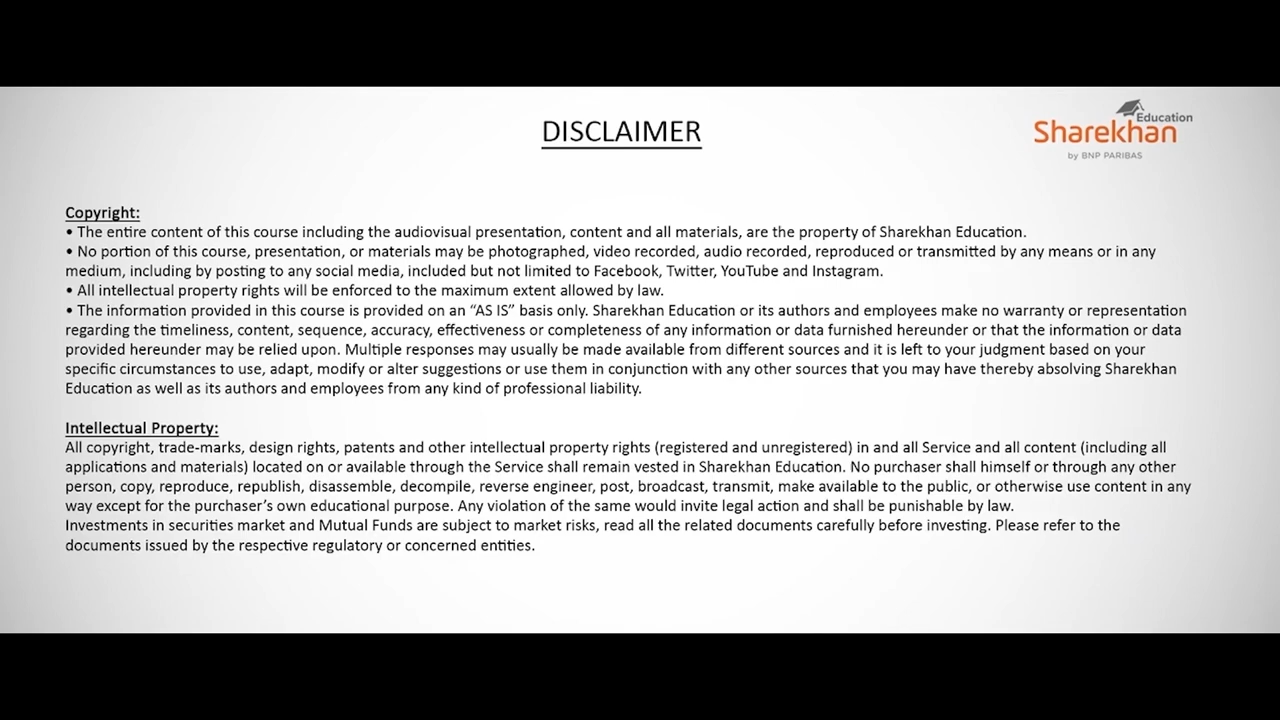 DISCLAIMER
Education
Sharekhan
by BNP PARIBAS
Copyright:
• The entire content of this course including the audiovisual presentation, content and all materials, are the property of Sharekhan Education.
• No portion of this course, presentation, or materials may be photographed, video recorded, audio recorded, reproduced or transmitted by any means or in any
medium, including by posting to any social media, included but not limited to Facebook, Twitter, YouTube and Instagram.
• All intellectual property rights will be enforced to the maximum extent allowed by law.
• The information provided in this course is provided on an “AS IS” basis only. Sharekhan Education or its authors and employees make no warranty or representation
regarding the timeliness, content, sequence, accuracy, effectiveness or completeness of any information or data furnished hereunder or that the information or data
provided hereunder may be relied upon. Multiple responses may usually be made available from different sources and it is left to your judgment based on your
specific circumstances to use, adapt, modify or alter suggestions or use them in conjunction with any other sources that you may have thereby absolving Sharekhan
Education as well as its authors and employees from any kind of professional liability.
Intellectual Property:
All copyright, trade-marks, design rights, patents and other intellectual property rights (registered and unregistered) in and all Service and all content (including all
applications and materials) located on or available through the Service shall remain vested in Sharekhan Education. No purchaser shall himself or through any other
person, copy, reproduce, republish, disassemble, decompile, reverse engineer, post, broadcast, transmit, make available to the public, or otherwise use content in any
way except for the purchaser’s own educational purpose. Any violation of the same would invite legal action and shall be punishable by law.
Investments in securities market and Mutual Funds are subject to market risks, read all the related documents carefully before investing. Please refer to the
documents issued by the respective regulatory or concerned entities.